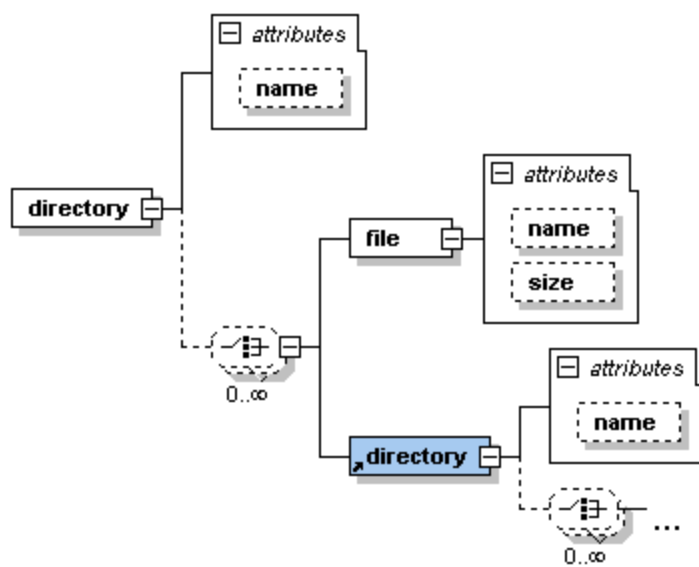 attributes
name
directory
attributes
name
size
file
0..∞
attributes
name
directory
0..∞
...